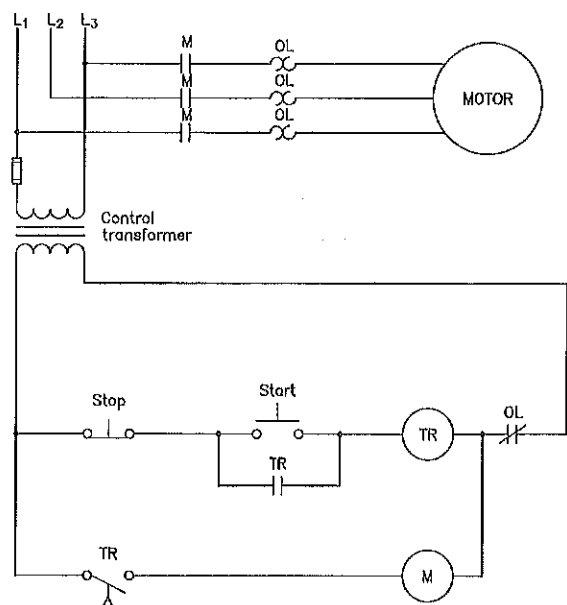 L1 L2 L3
M OL
M OL
M OL
MOTOR
Control
transformer
Stop
Start
TR
OL
TR
TR
M